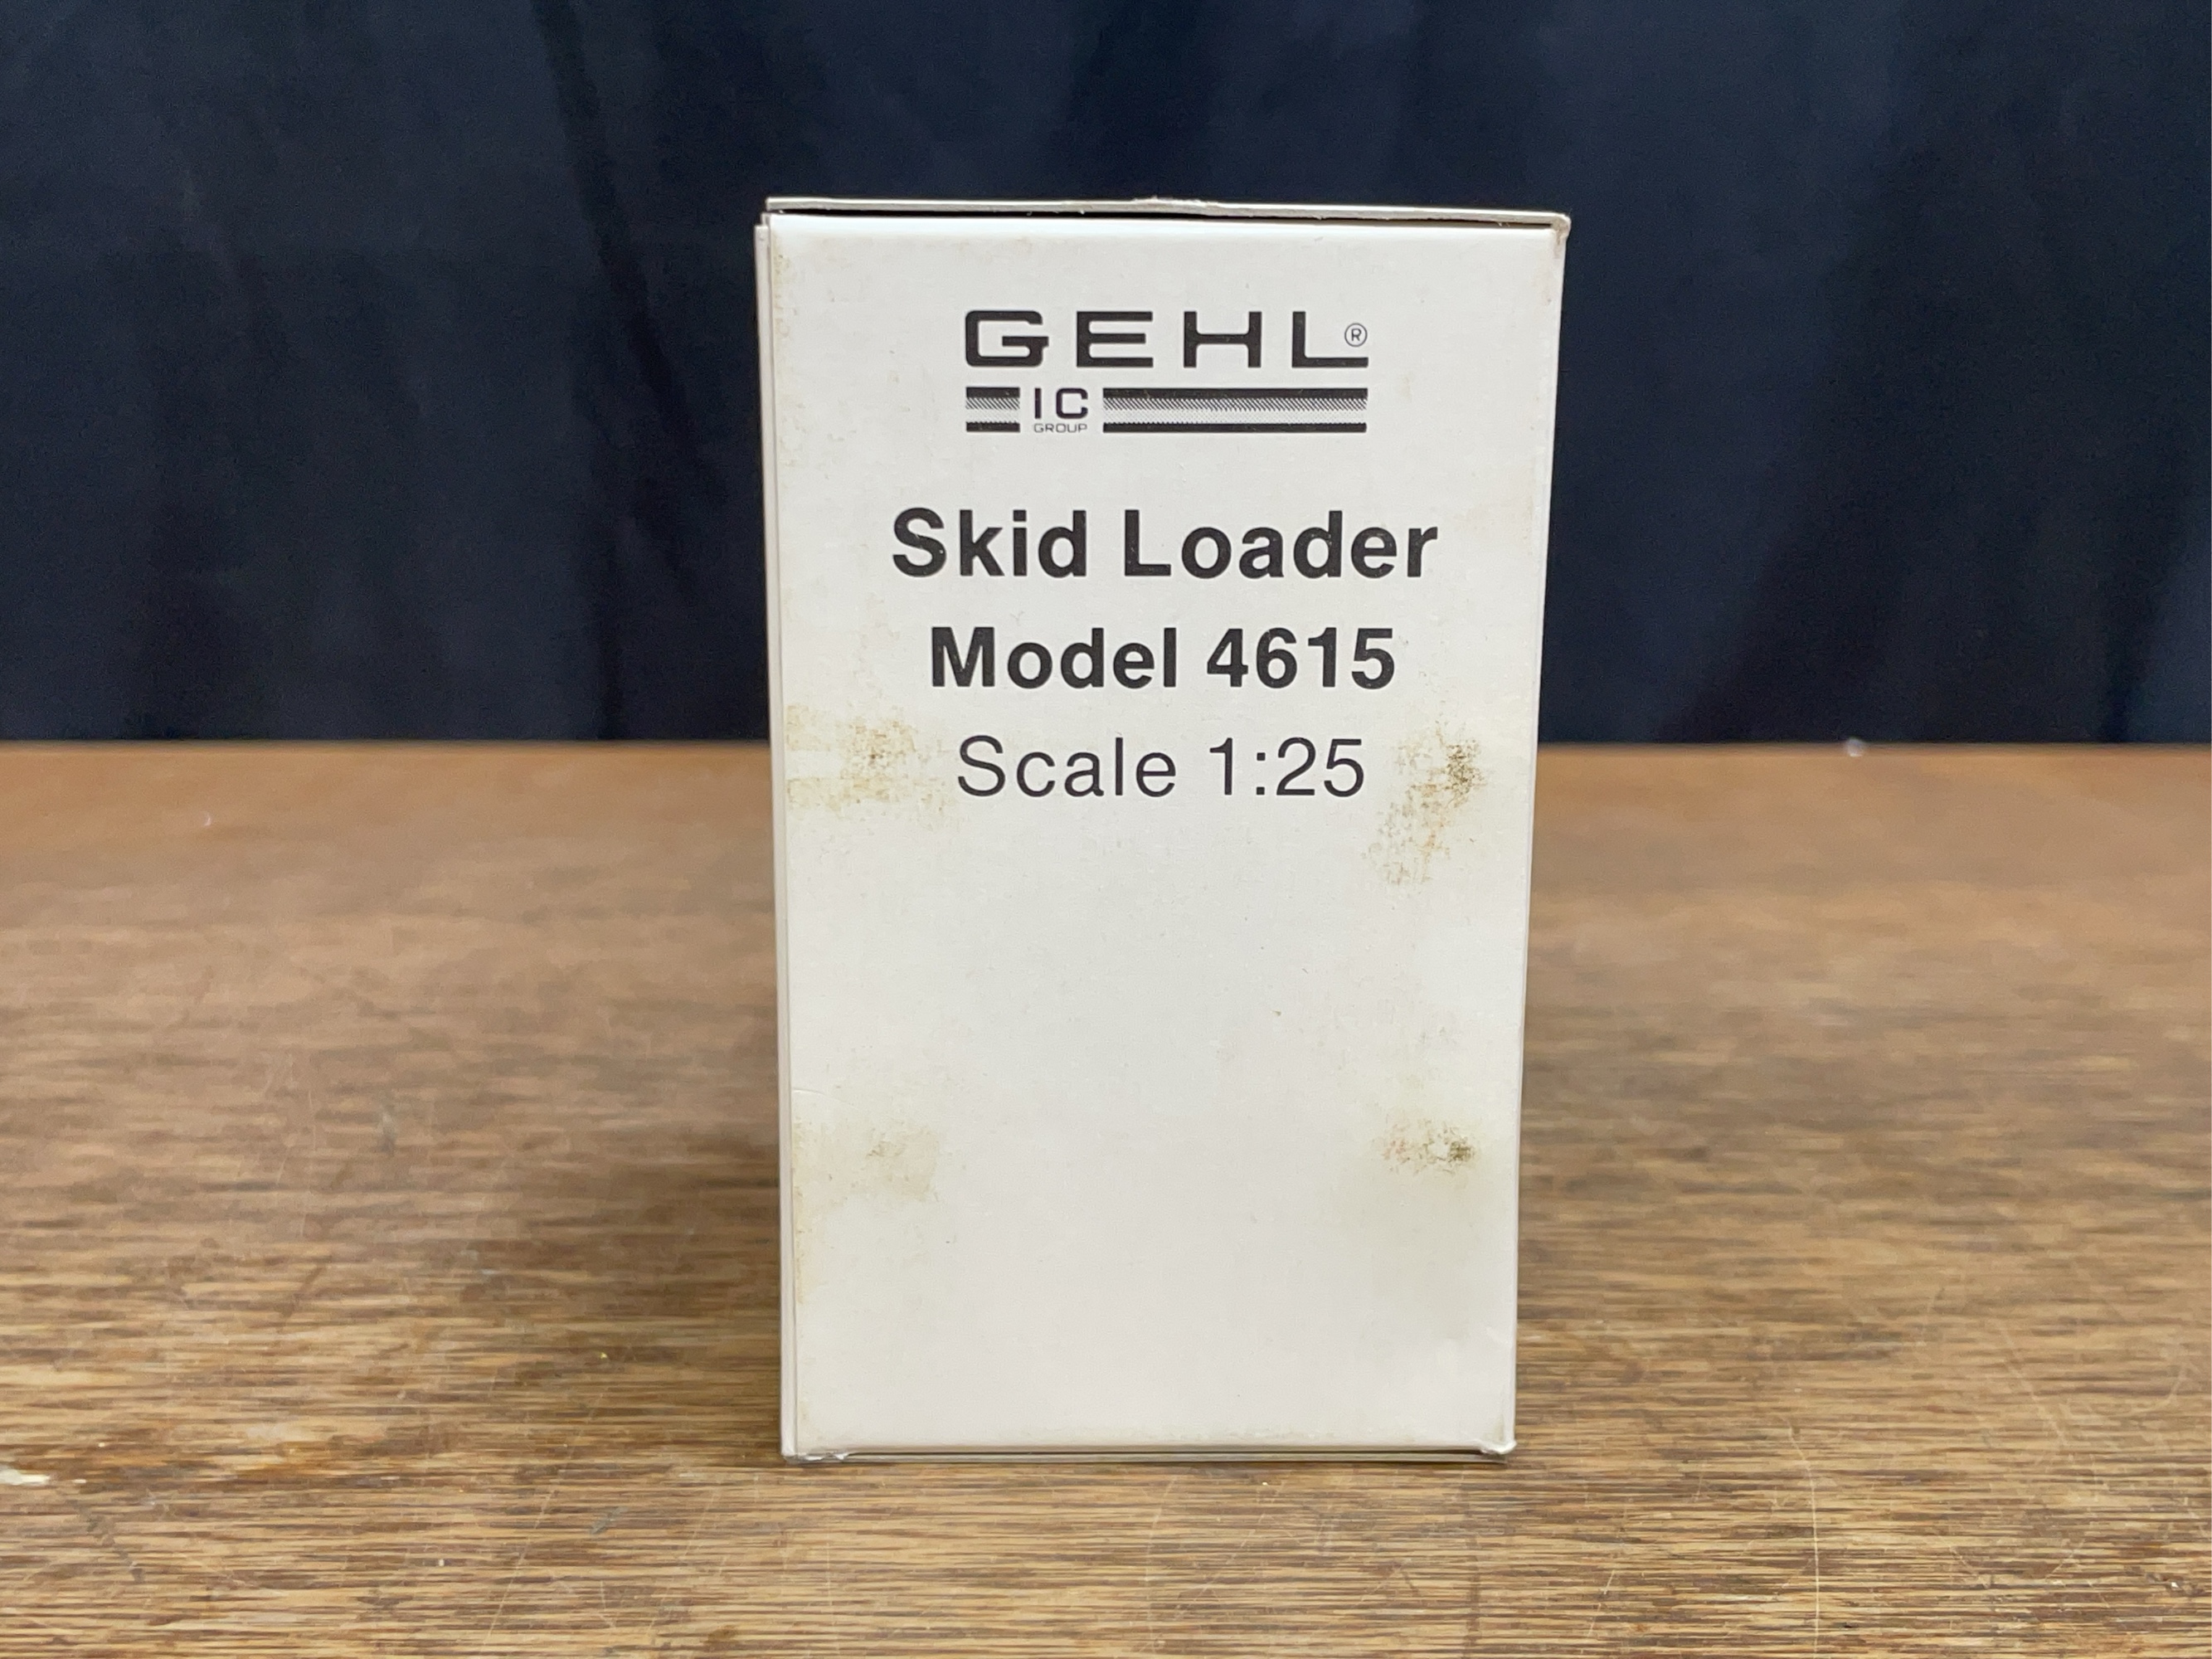 GEHL®
IC
GROUP
Skid Loader
Model 4615
Scale 1:25